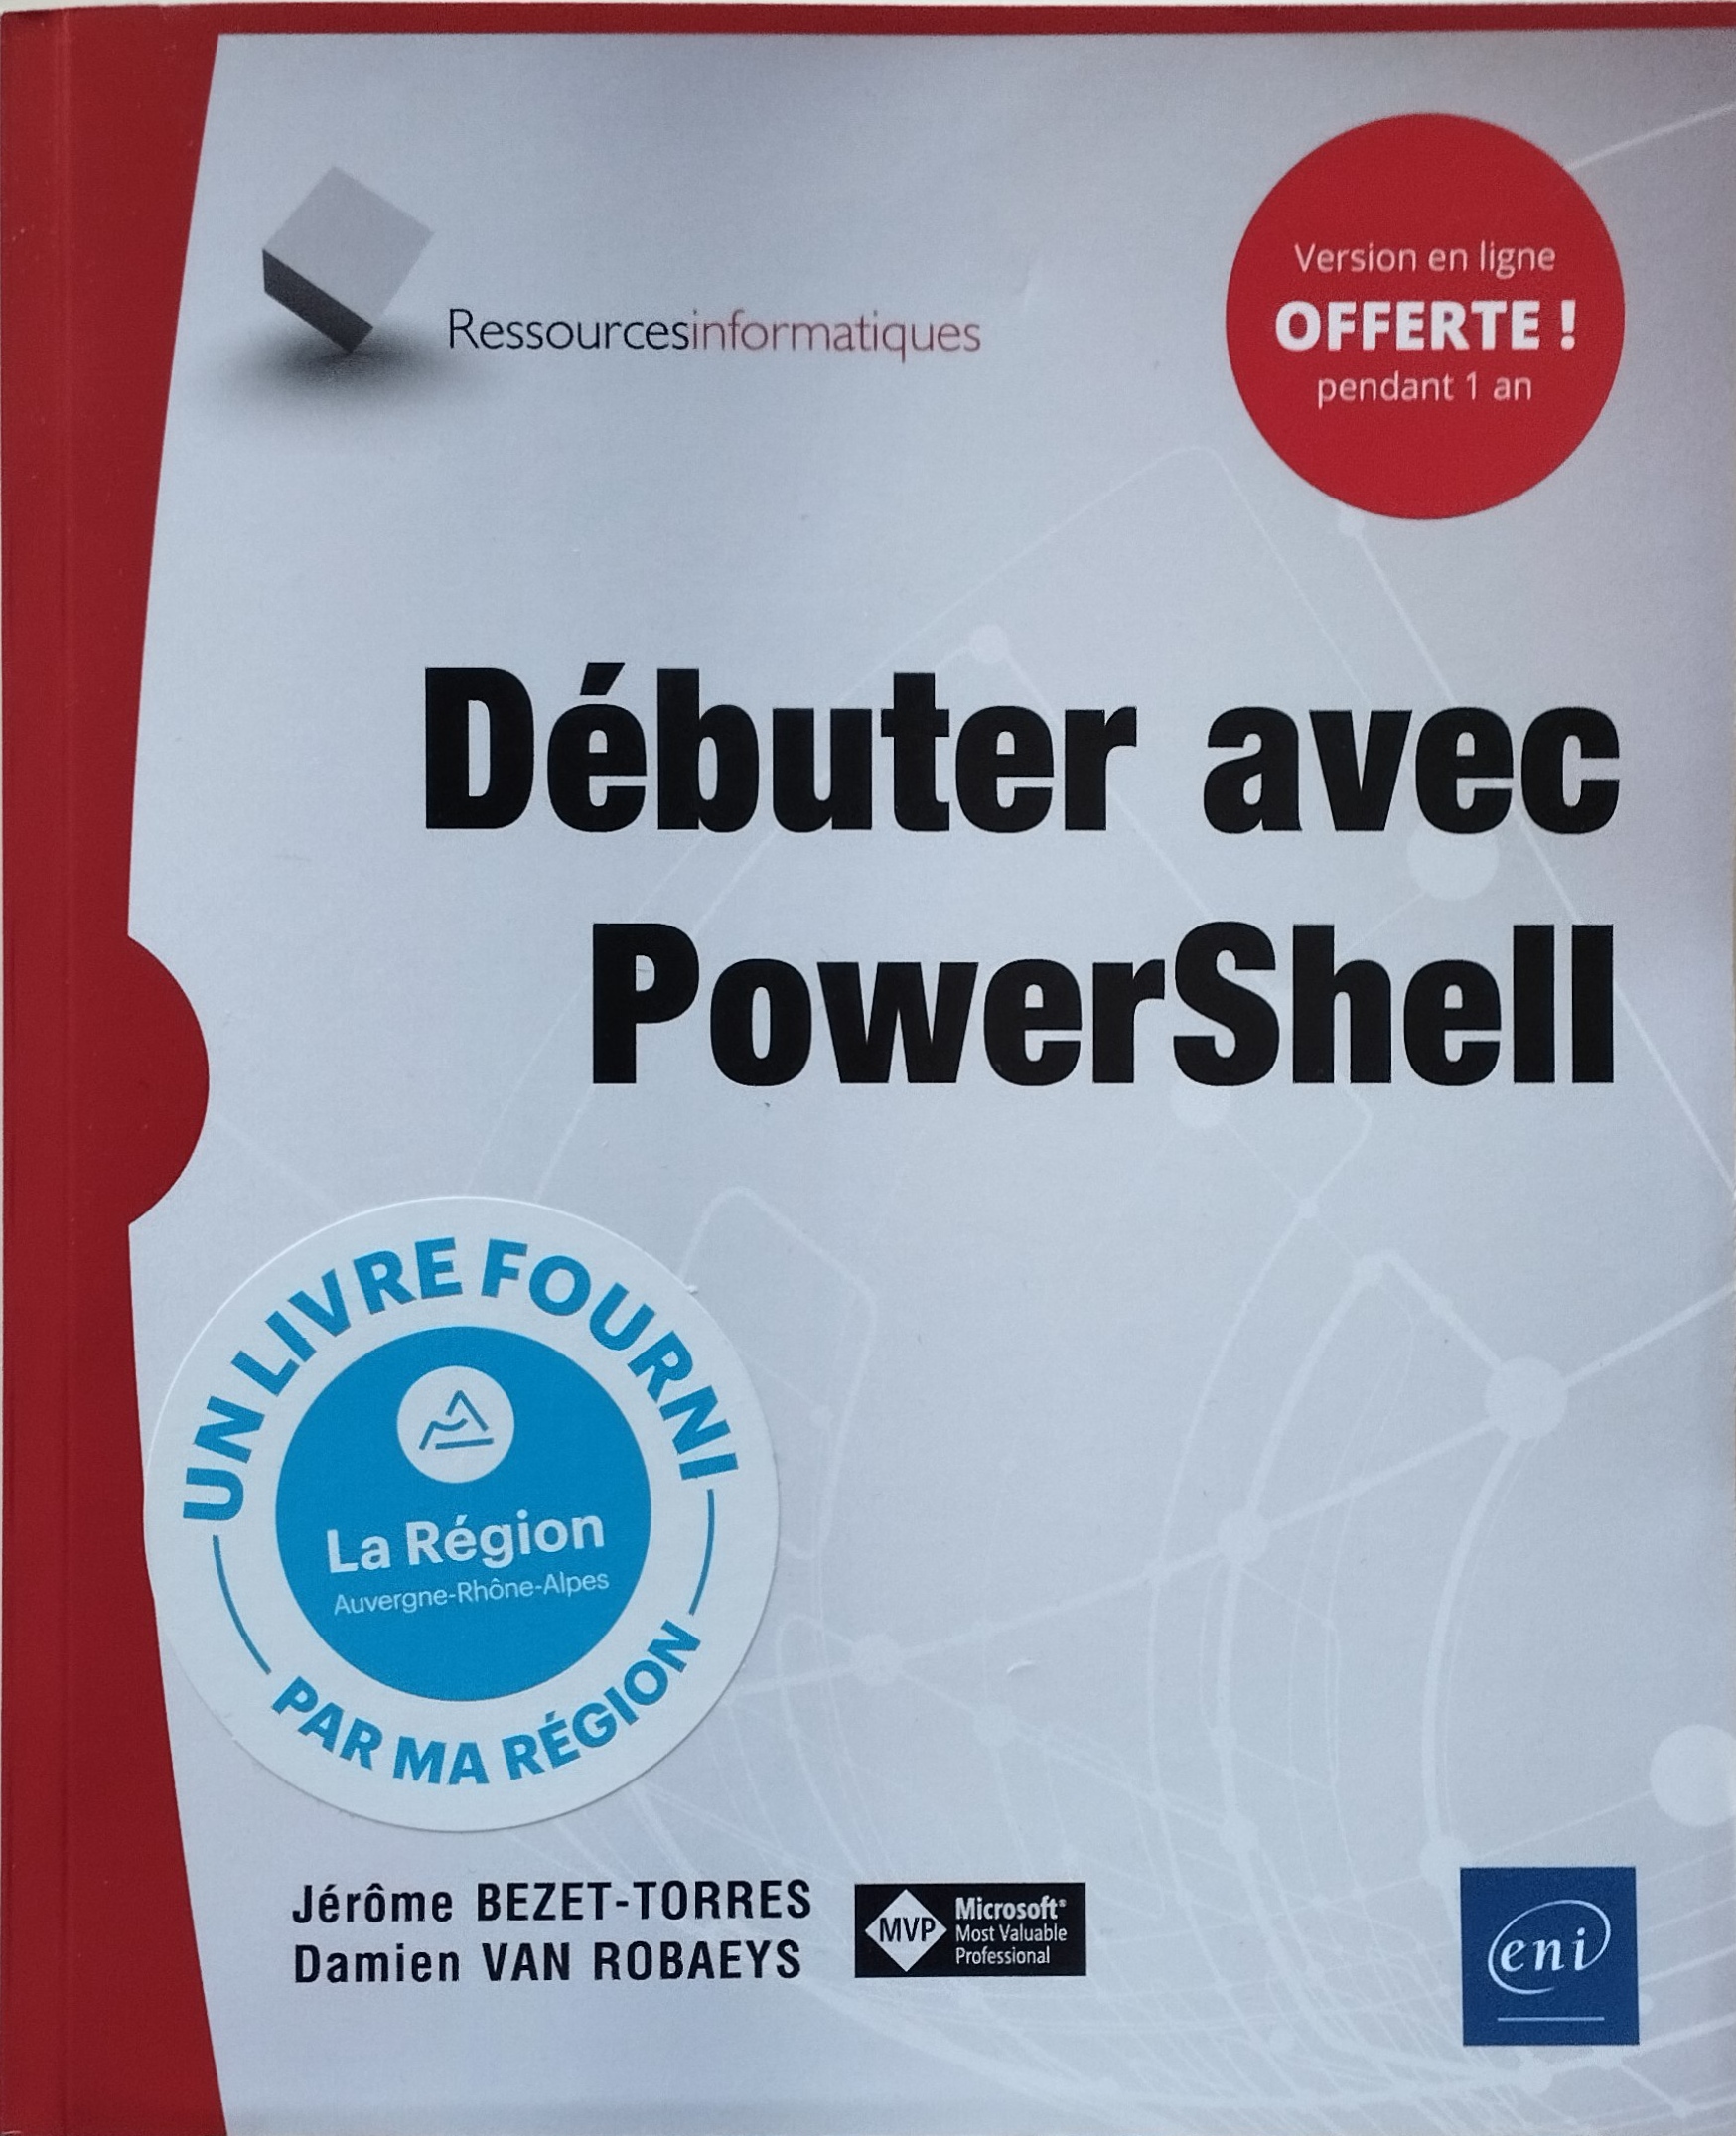 Ressourcesinformatiques
Version en ligne
OFFERTE !
pendant 1 an
Débuter avec
PowerShell
UN LIVRE FOURNI
La Région
Auvergne-Rhône-Alpes
PAR MA RÉGION
Jérôme BEZET-TORRES
Damien VAN ROBAEYS
MVP
Microsoft®
Most Valuable
Professional
eni